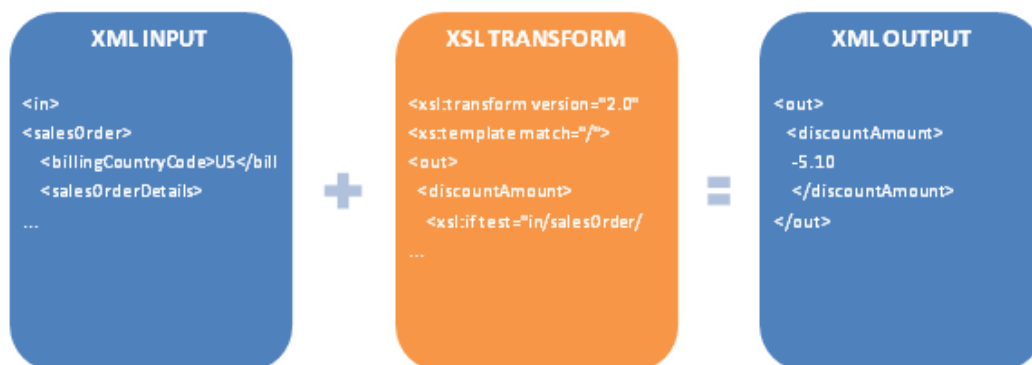 XML INPUT
<in>
<salesOrder>
<billingCountryCode>US</bill
<salesOrderDetails>
...
+
XSL TRANSFORM
<xsl:transform version="2.0"
<xs:template match="/">
<out>
<discountAmount>
<xsl:if test="in/salesOrder/
...
=
XML OUTPUT
<out>
<discountAmount>
-5.10
</discountAmount>
</out>